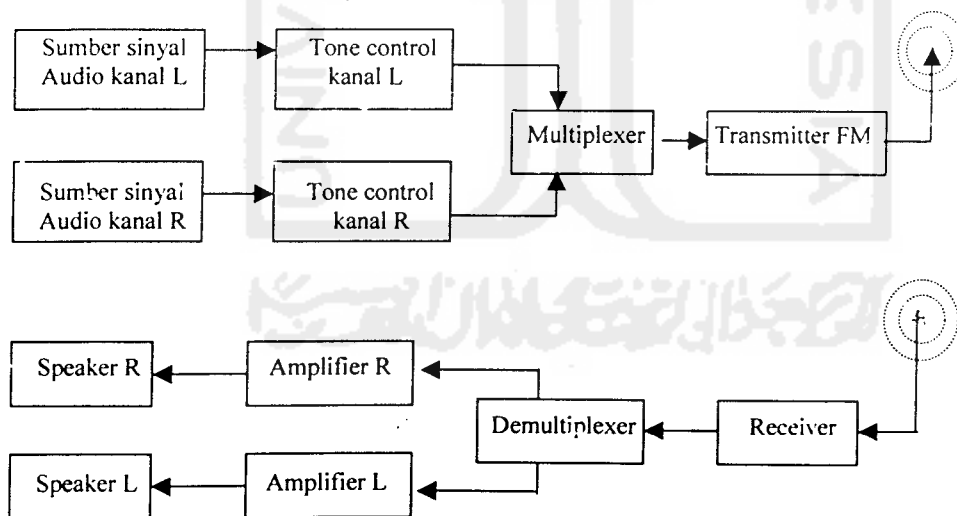 Sumber sinyal
Audio kanal L
Tone control
kanal L
Multiplexer
Transmitter FM
Sumber sinyal
Audio kanal R
Tone control
kanal R
Speaker R
Amplifier R
Demultiplexer
Receiver
Speaker L
Amplifier L